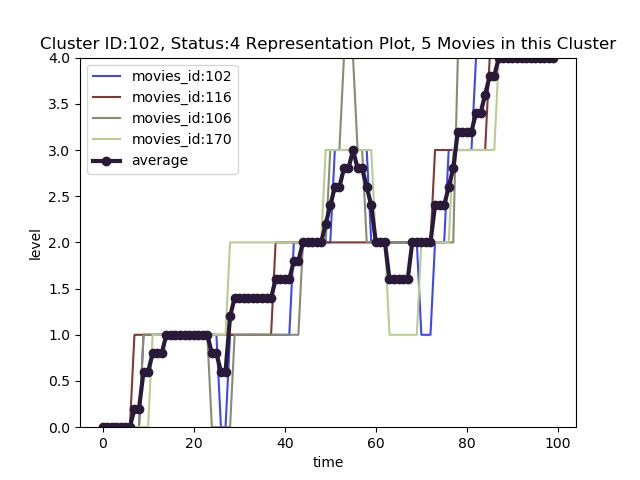 Cluster ID:102, Status:4 Representation Plot, 5 Movies in this Cluster
movies_id:102
movies_id:116
movies_id:106
movies_id:170
average
4.0
3.5
3.0
2.5
2.0
1.5
1.0
0.5
0.0
level
0 20 40 60 80 100
time